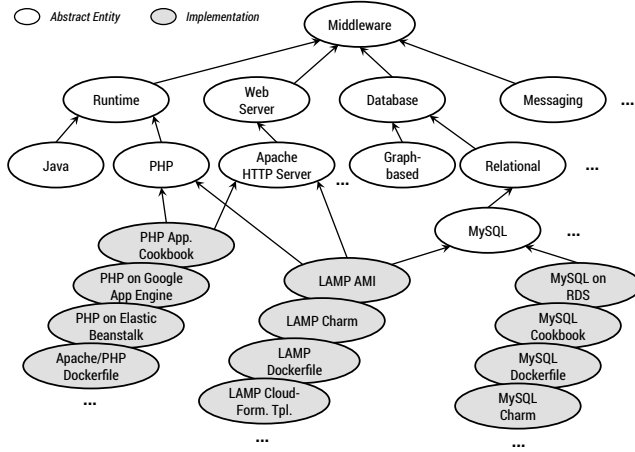 Abstract Entity
Implementation
Middleware
Runtime
Web
Server
Database
Messaging
...
Java
PHP
Apache
HTTP Server
...
Graph-
based
Relational
...
PHP App.
Cookbook
PHP on Google
App Engine
PHP on Elastic
Beanstalk
Apache/PHP
Dockerfile
...
LAMP AMI
LAMP Charm
LAMP
Dockerfile
LAMP Cloud-
Form. Tpl.
...
MySQL
...
MySQL on
RDS
MySQL
Cookbook
MySQL
Dockerfile
MySQL
Charm
...